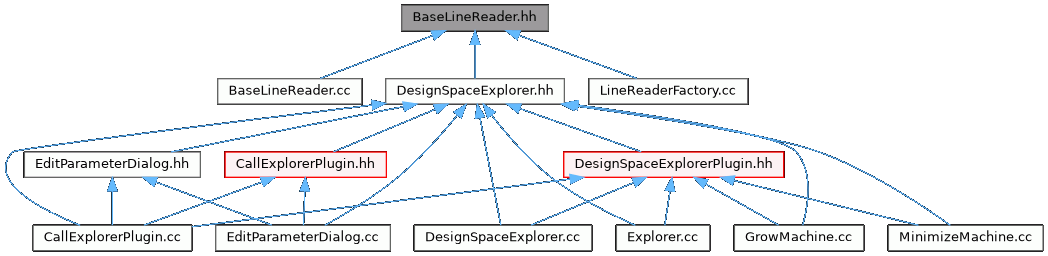 BaseLineReader.hh
BaseLineReader.cc
DesignSpaceExplorer.hh
LineReaderFactory.cc
EditParameterDialog.hh
CallExplorerPlugin.hh
DesignSpaceExplorerPlugin.hh
CallExplorerPlugin.cc
EditParameterDialog.cc
DesignSpaceExplorer.cc
Explorer.cc
GrowMachine.cc
MinimizeMachine.cc